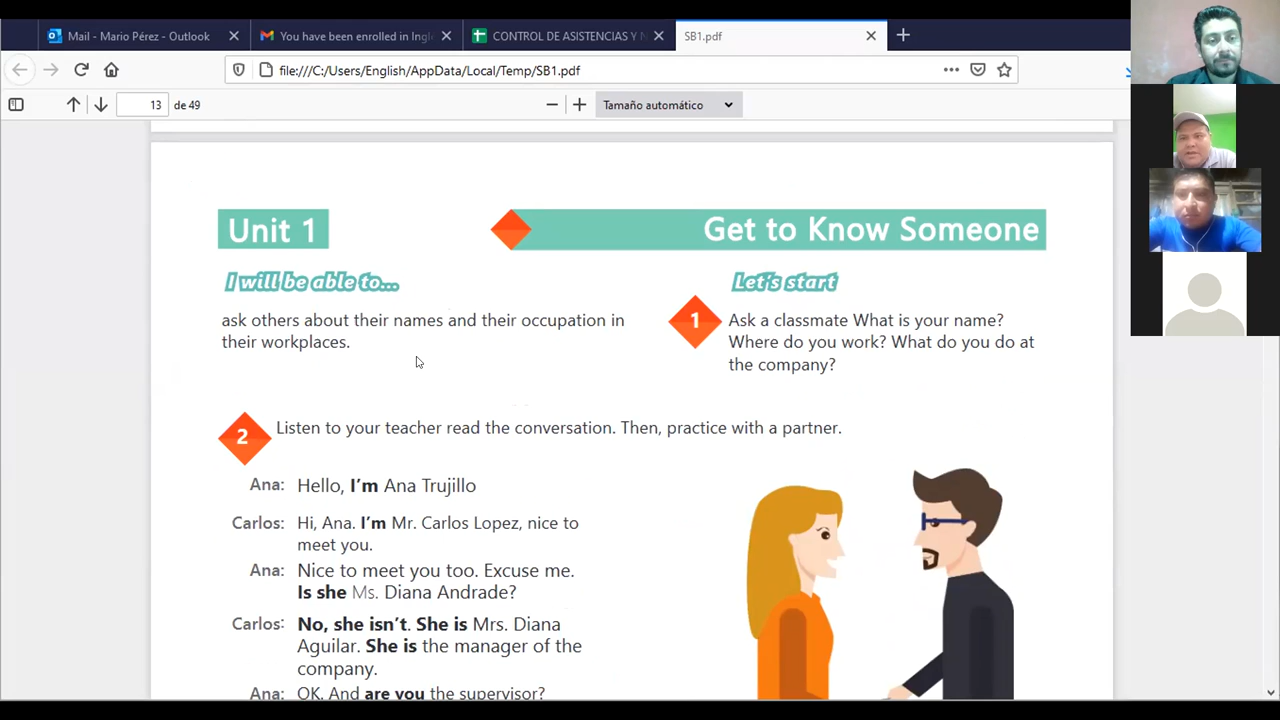 Mail - Mario Pérez - Outlook
You have been enrolled in Ingl
CONTROL DE ASISTENCIAS Y N
SB1.pdf
file:///C:/Users/English/AppData/Local/Temp/SB1.pdf
13 de 49
Tamaño automático
Unit 1
Get to Know Someone
I will be able to...
Let's start
ask others about their names and their occupation in
their workplaces.
1
Ask a classmate What is your name?
Where do you work? What do you do at
the company?
2
Listen to your teacher read the conversation. Then, practice with a partner.
Ana: Hello, I'm Ana Trujillo
Carlos: Hi, Ana. I'm Mr. Carlos Lopez, nice to
meet you.
Ana: Nice to meet you too. Excuse me.
Is she Ms. Diana Andrade?
Carlos: No, she isn't. She is Mrs. Diana
Aguilar. She is the manager of the
company.
Ana: OK. And are you the supervisor?